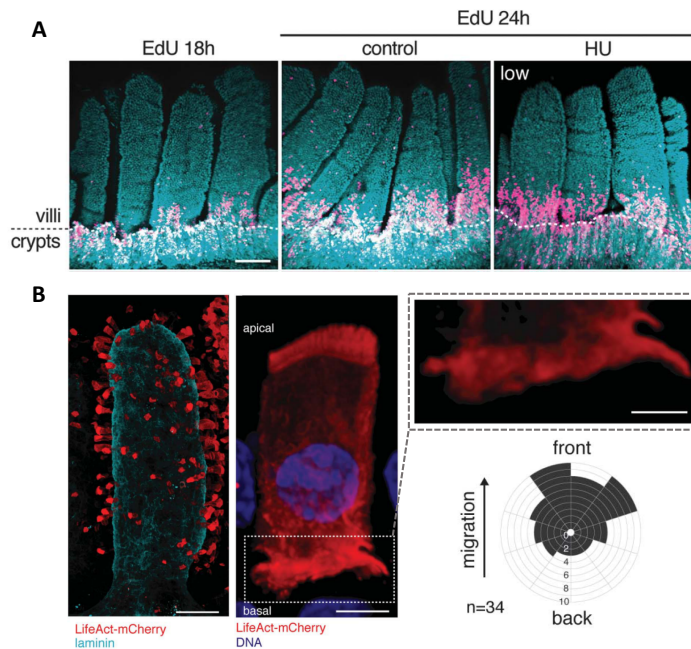 A
EdU 24h
EdU 18h
control
HU
low
villi
crypts
B
apical
basal
LifeAct-mCherry
laminin
LifeAct-mCherry
DNA
front
migration
0
2
4
6
8
10
n=34
back